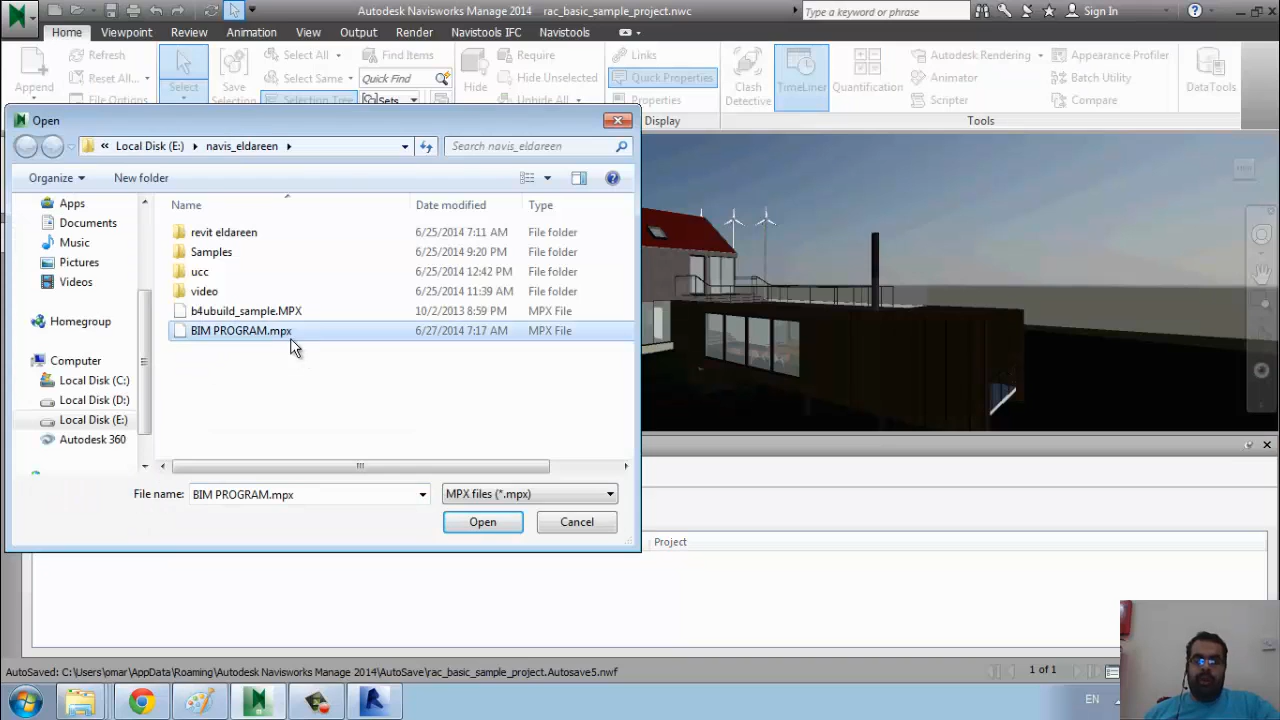 Autodesk Navisworks Manage 2014 rac_basic_sample_project.nwc
Type a keyword or phrase
Sign In
Home Viewpoint Review Animation View Output Render Navistools IFC Navistools
Append
Refresh
Reset All...
File Options
Select
Save Selection
Select All
Select Same
Selection Tree
Find Items
Quick Find
Sets
Hide
Require
Hide Unselected
Unhide All
Links
Quick Properties
Properties
Display
Clash Detective
TimeLiner
Quantification
Autodesk Rendering
Animator
Scripter
Appearance Profiler
Batch Utility
Compare
DataTools
Tools
Open
« Local Disk (E:) navis_eldareen
Search navis_eldareen
Organize New folder
Name Date modified Type
Apps
Documents
Music
Pictures
Videos
Homegroup
Computer
Local Disk (C:)
Local Disk (D:)
Local Disk (E:)
Autodesk 360
revit eldareen 6/25/2014 7:11 AM File folder
Samples 6/25/2014 9:20 PM File folder
ucc 6/25/2014 12:42 PM File folder
video 6/25/2014 11:39 AM File folder
b4ubuild_sample.MPX 10/2/2013 8:59 PM MPX File
BIM PROGRAM.mpx 6/27/2014 7:17 AM MPX File
File name: BIM PROGRAM.mpx MPX files (*.mpx)
Open Cancel
Project
AutoSaved: C:\Users\omar\AppData\Roaming\Autodesk Navisworks Manage 2014\AutoSave\rac_basic_sample_project.Autosave5.nwf
1 of 1
EN